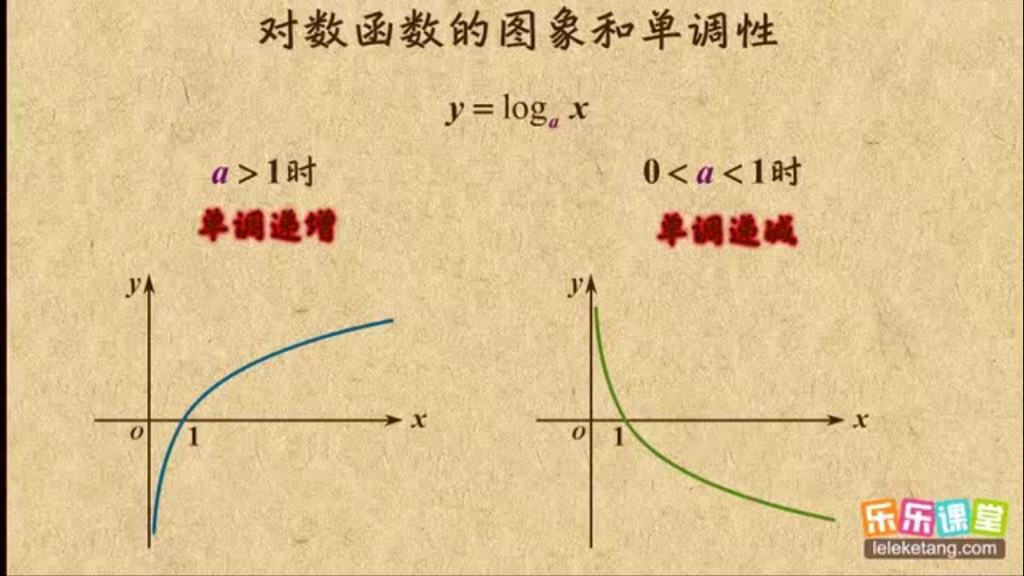 对数函数的图象和单调性
y = logₐ x
a > 1时
单调递增
0 < a < 1时
单调递减
y
x
o
1
y
x
o
1
乐乐课堂
leleketang.com